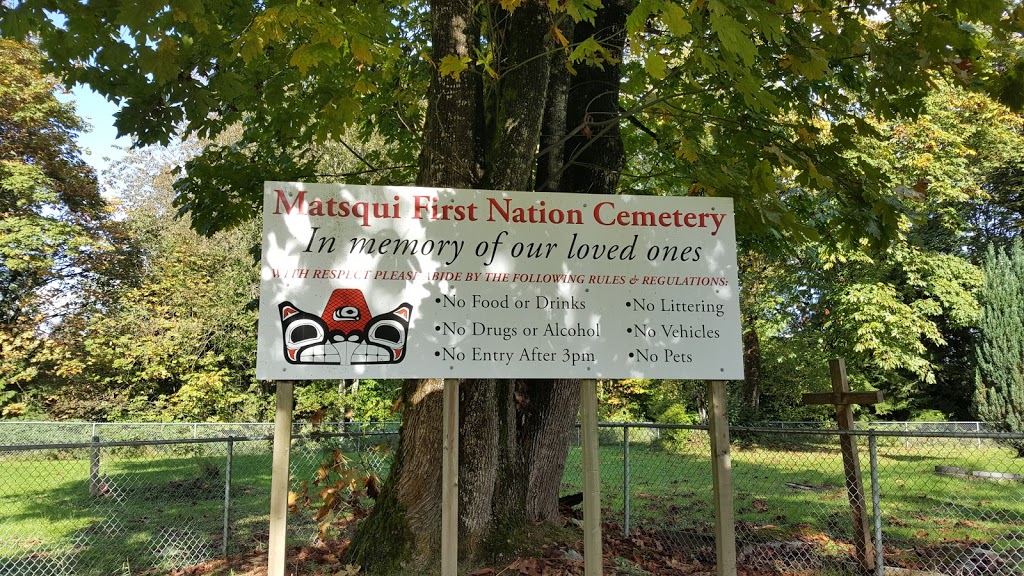 Matsqui First Nation Cemetery
In memory of our loved ones
WITH RESPECT PLEASE ABIDE BY THE FOLLOWING RULES & REGULATIONS:
•No Food or Drinks •No Littering
•No Drugs or Alcohol •No Vehicles
•No Entry After 3pm •No Pets